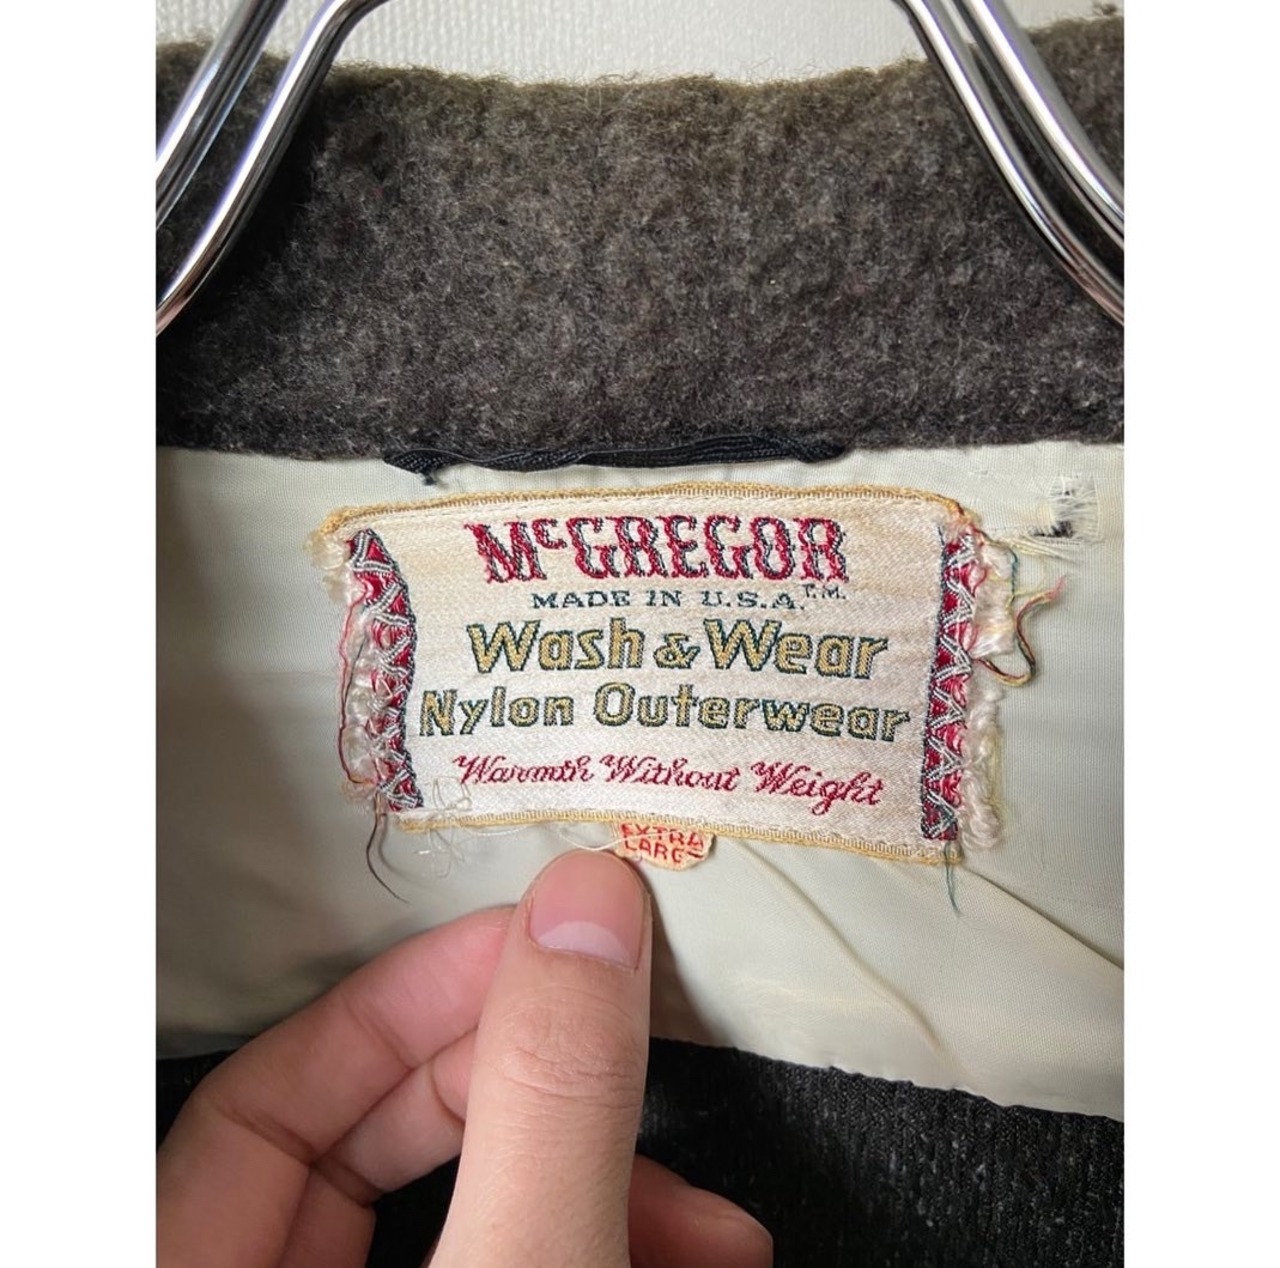 McGREGOR
MADE IN U.S.A. T.M.
Wash & Wear
Nylon Outerwear
Warmth Without Weight
EXTRA
LARGE